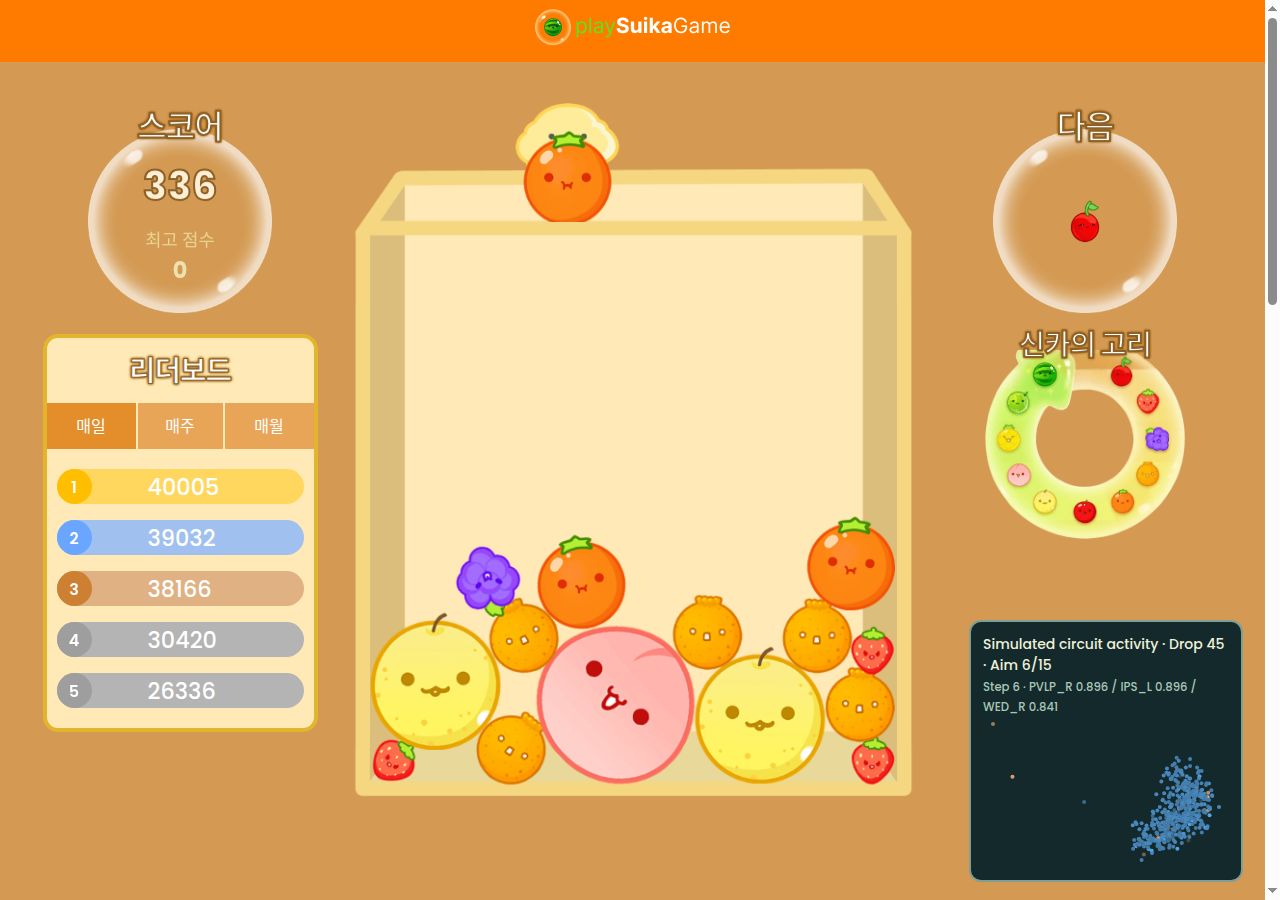 playSuikaGame
스코어
336
최고 점수
0
다음
리더보드
매일 매주 매월
1 40005
2 39032
3 38166
4 30420
5 26336
신카의 고리
Simulated circuit activity · Drop 45
· Aim 6/15
Step 6 · PVLP_R 0.896 / IPS_L 0.896 /
WED_R 0.841